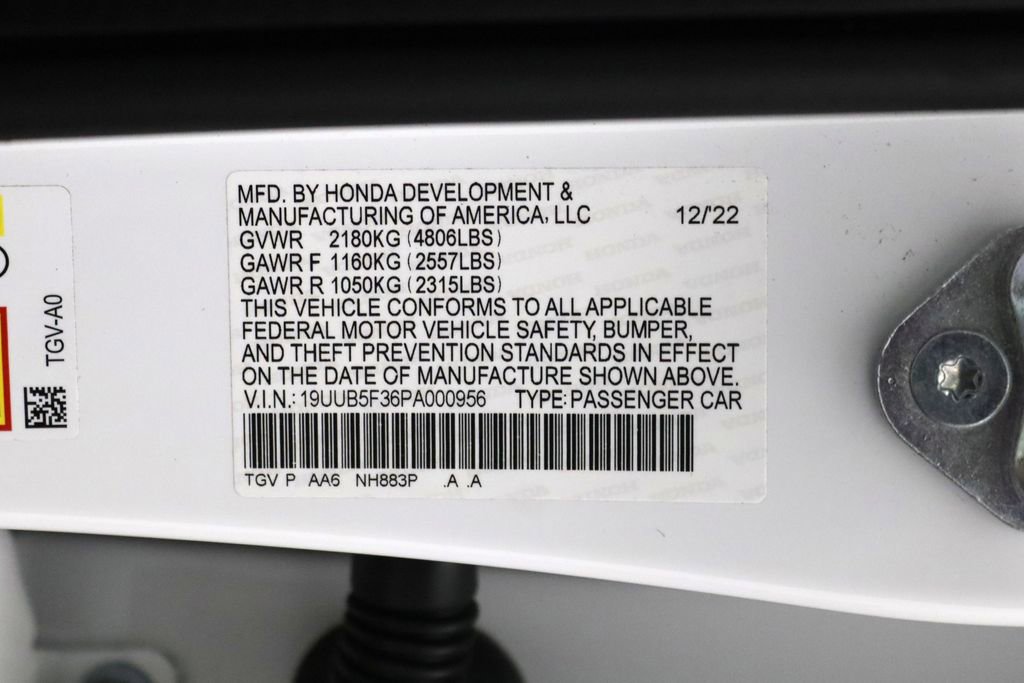 MFD. BY HONDA DEVELOPMENT &
MANUFACTURING OF AMERICA, LLC 12/'22
GVWR 2180KG (4806LBS)
GAWR F 1160KG (2557LBS)
GAWR R 1050KG (2315LBS)
THIS VEHICLE CONFORMS TO ALL APPLICABLE
FEDERAL MOTOR VEHICLE SAFETY, BUMPER,
AND THEFT PREVENTION STANDARDS IN EFFECT
ON THE DATE OF MANUFACTURE SHOWN ABOVE.
V.I.N.: 19UUB5F36PA000956 TYPE: PASSENGER CAR
TGV P AA6 NH883P .A .A
TGV-A0